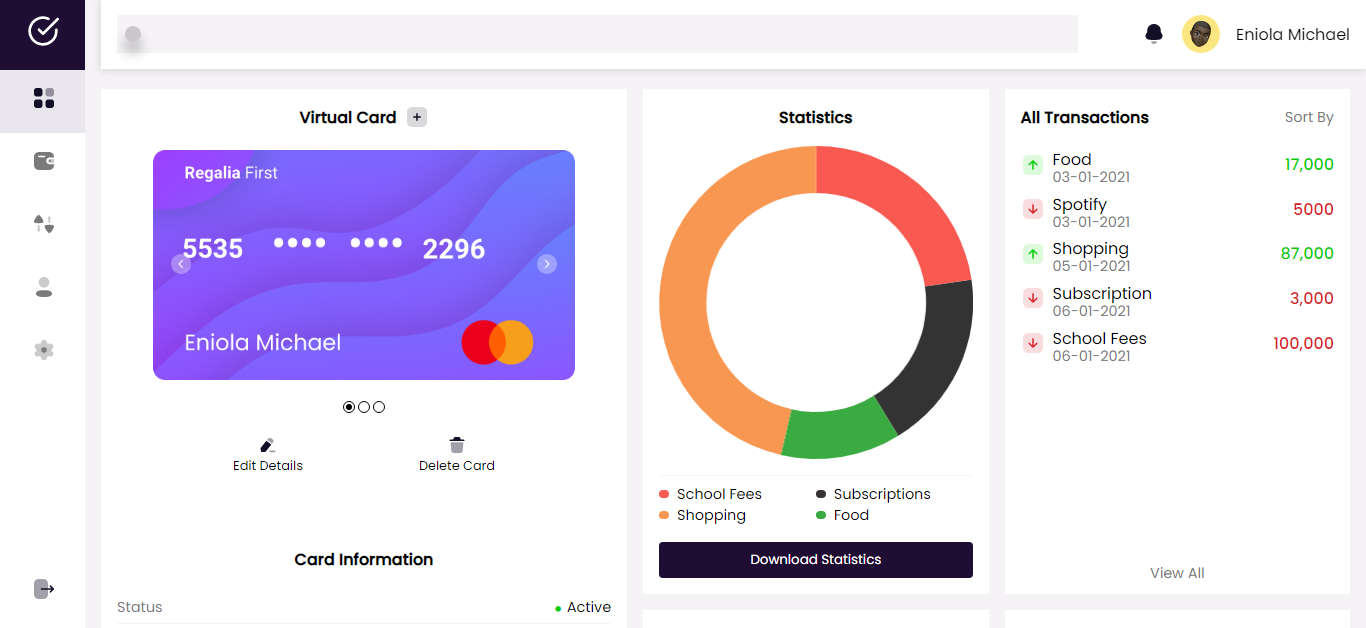 Eniola Michael
Virtual Card +
Regalia First
5535 •••• •••• 2296
Eniola Michael
Edit Details
Delete Card
Card Information
Status
Active
Statistics
School Fees
Subscriptions
Shopping
Food
Download Statistics
All Transactions
Sort By
Food
03-01-2021
17,000
Spotify
03-01-2021
5000
Shopping
05-01-2021
87,000
Subscription
06-01-2021
3,000
School Fees
06-01-2021
100,000
View All